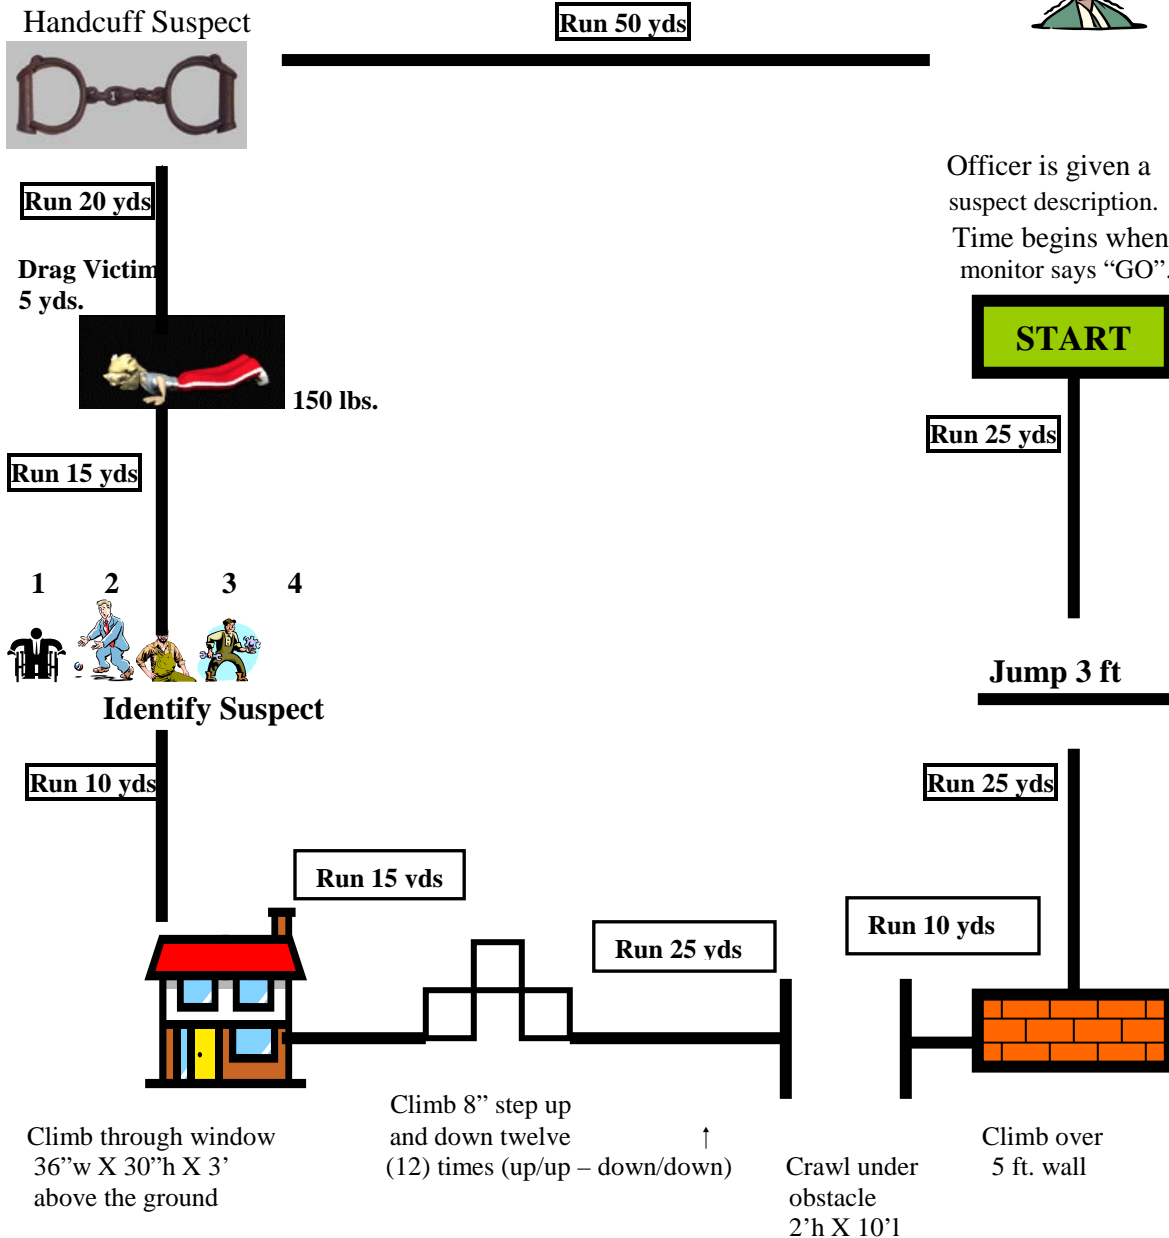 Handcuff Suspect
Run 50 yds
Officer is given a
suspect description.
Time begins when
monitor says “GO”.
START
Run 20 yds
Drag Victim
5 yds.
150 lbs.
Run 25 yds
Run 15 yds
1 2 3 4
Identify Suspect
Jump 3 ft
Run 10 yds
Run 25 yds
Run 15 yds
Run 25 yds
Run 10 yds
Climb through window
36”w X 30”h X 3’
above the ground
Climb 8” step up
and down twelve ↑
(12) times (up/up – down/down)
Crawl under
obstacle
2’h X 10’l
Climb over
5 ft. wall